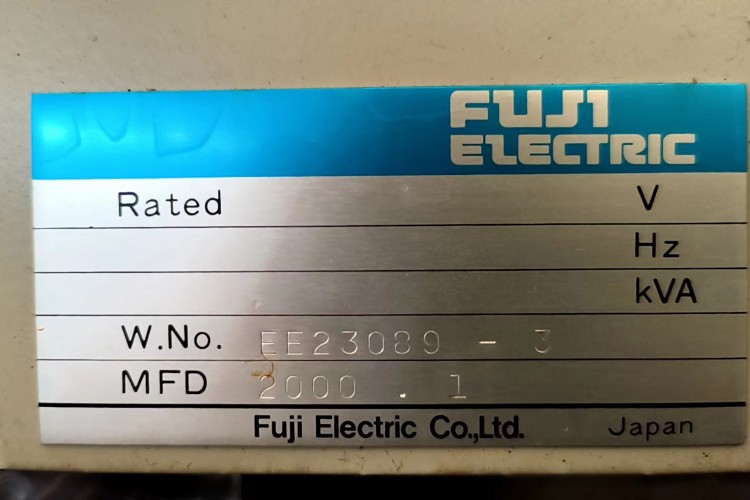 FUJI
ELECTRIC
Rated V
Hz
kVA
W.No. EE23089 - 3
MFD 2000 . 1
Fuji Electric Co.,Ltd. Japan